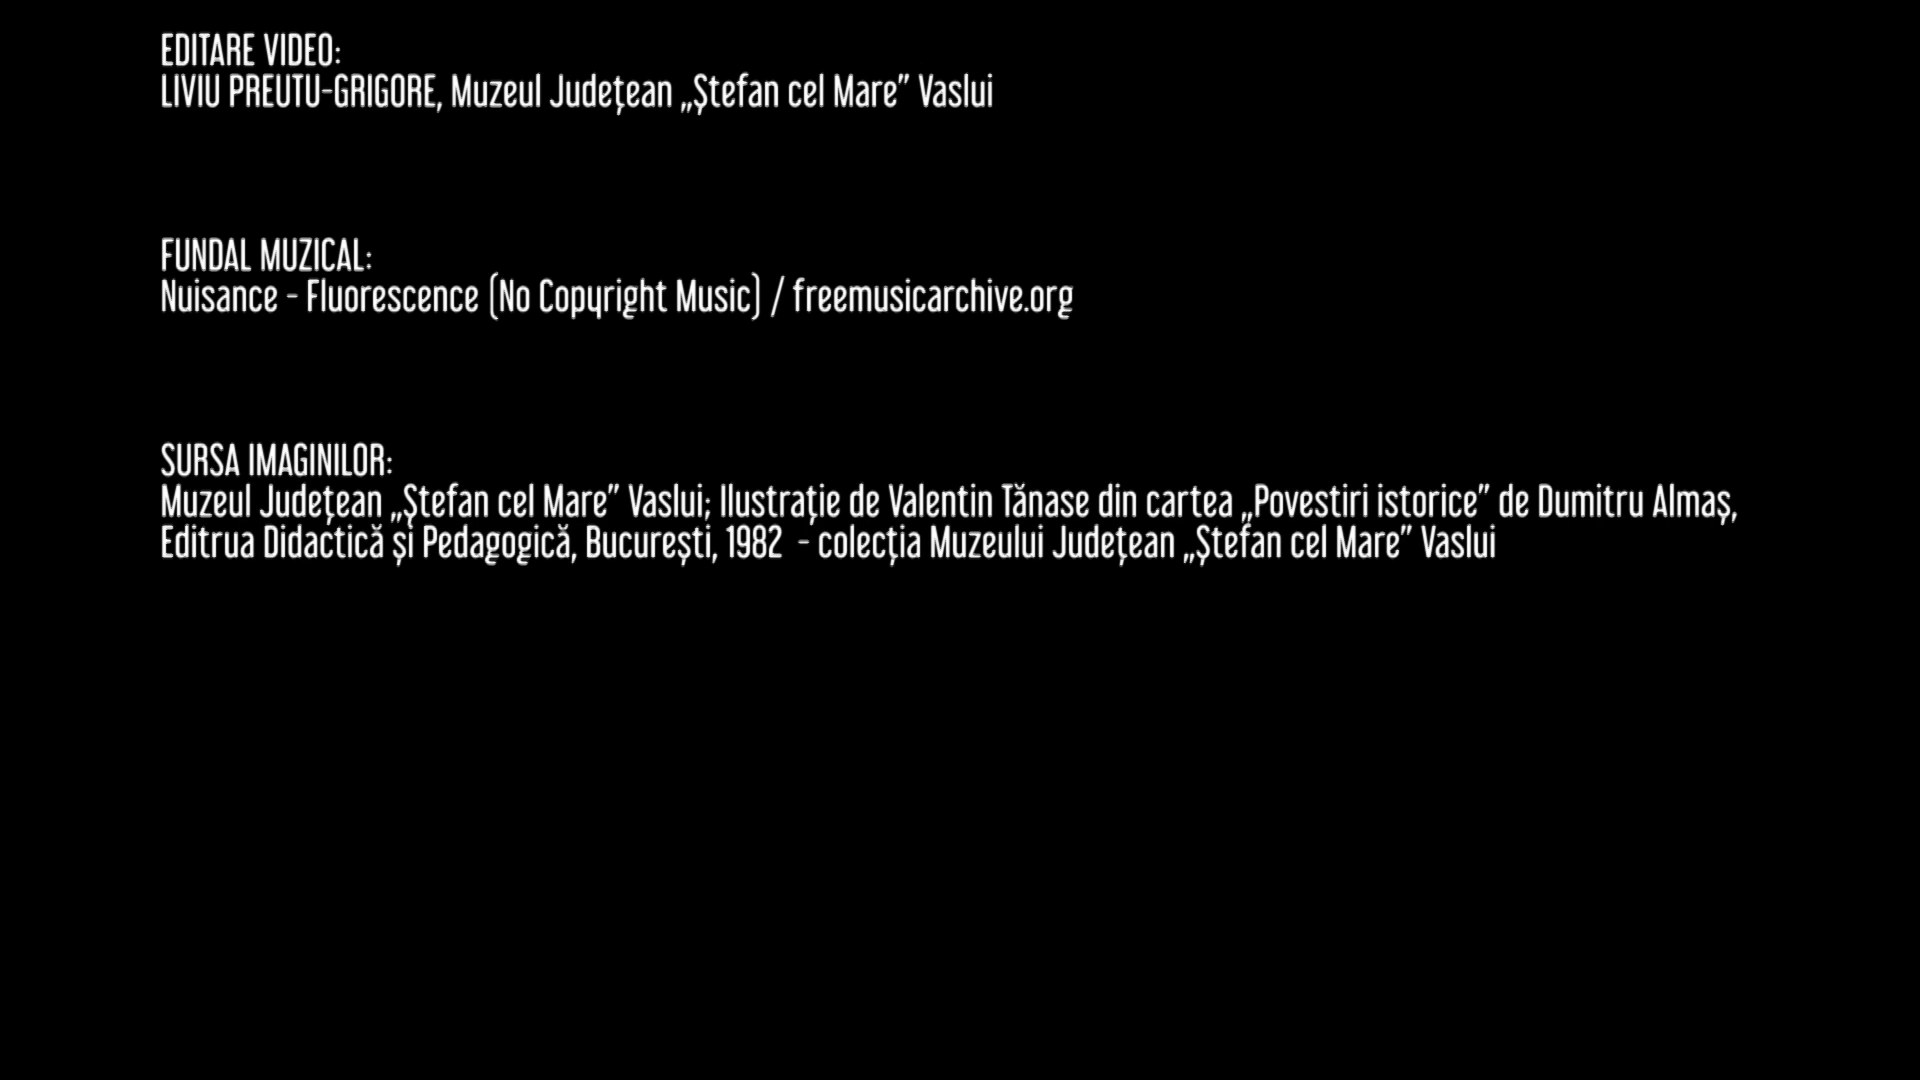 EDITARE VIDEO:
LIVIU PREUTU-GRIGORE, Muzeul Județean „Ștefan cel Mare” Vaslui
FUNDAL MUZICAL:
Nuisance - Fluorescence (No Copyright Music) / freemusicarchive.org
SURSA IMAGINILOR:
Muzeul Județean „Ștefan cel Mare” Vaslui; Ilustrație de Valentin Tănase din cartea „Povestiri istorice” de Dumitru Almaș,
Editrua Didactică și Pedagogică, București, 1982 - colecția Muzeului Județean „Ștefan cel Mare” Vaslui